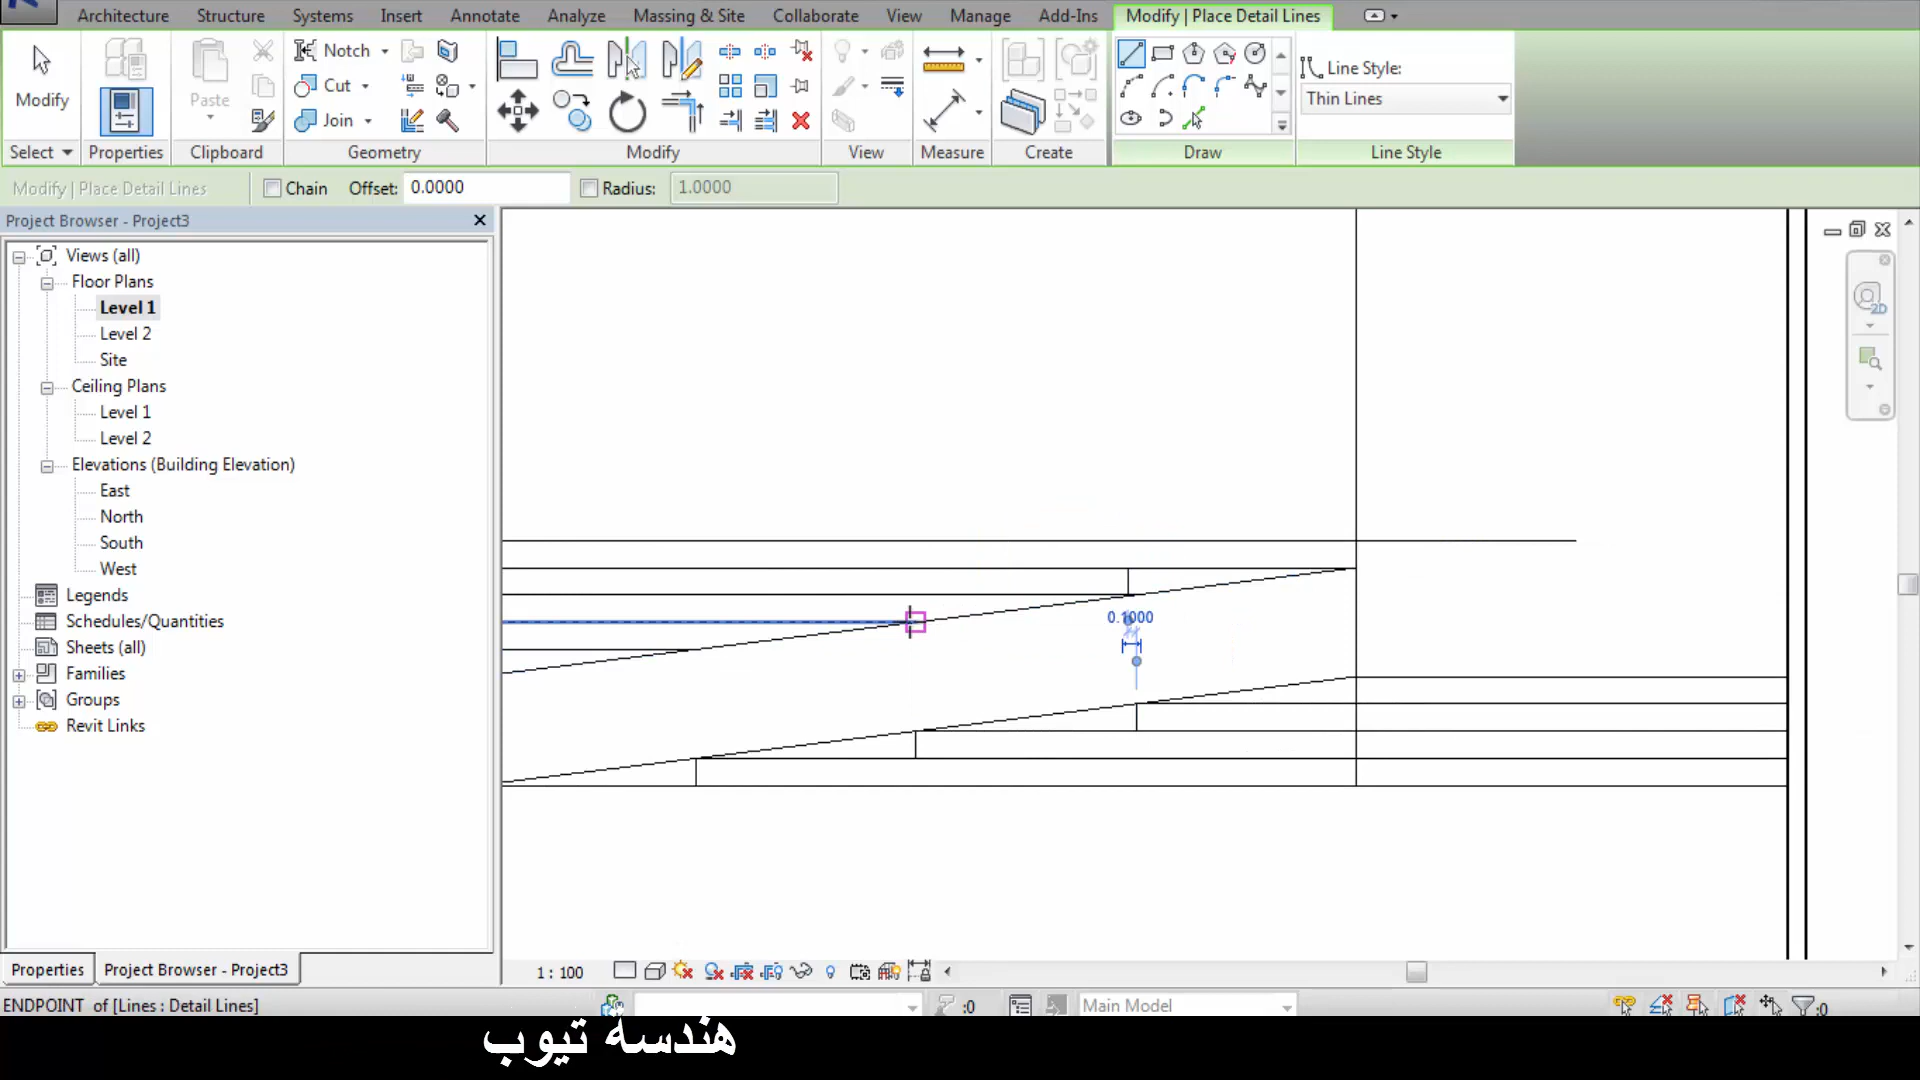 Architecture Structure Systems Insert Annotate Analyze Massing & Site Collaborate View Manage Add-Ins Modify | Place Detail Lines
Modify Paste Notch Cut Join Line Style:
Thin Lines
Select Properties Clipboard Geometry Modify View Measure Create Draw Line Style
Modify | Place Detail Lines Chain Offset: 0.0000 Radius: 1.0000
Project Browser - Project3
Views (all)
Floor Plans
Level 1
Level 2
Site
Ceiling Plans
Level 1
Level 2
Elevations (Building Elevation)
East
North
South
West
Legends
Schedules/Quantities
Sheets (all)
Families
Groups
Revit Links
2D
0.1000
Properties Project Browser - Project3
1 : 100
ENDPOINT of [Lines : Detail Lines] :0 Main Model :0
هندسة تيوب